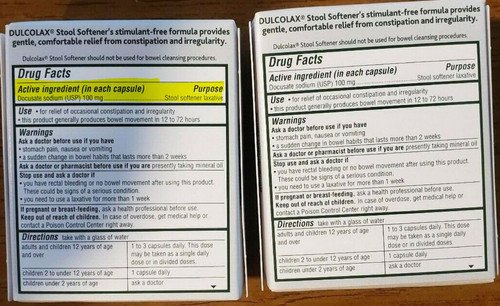 DULCOLAX® Stool Softener's stimulant-free formula provides
gentle, comfortable relief from constipation and irregularity.
Dulcolax® Stool Softener should not be used for bowel cleansing procedures.
Drug Facts
Active ingredient (in each capsule) Purpose
Docusate sodium (USP) 100 mg Stool softener laxative
Use • for relief of occasional constipation and irregularity
• this product generally produces bowel movement in 12 to 72 hours
Warnings
Ask a doctor before use if you have
• stomach pain, nausea or vomiting
• a sudden change in bowel habits that lasts more than 2 weeks
Ask a doctor or pharmacist before use if you are presently taking mineral oil
Stop use and ask a doctor if
• you have rectal bleeding or no bowel movement after using this product.
These could be signs of a serious condition.
• you need to use a laxative for more than 1 week
If pregnant or breast-feeding, ask a health professional before use.
Keep out of reach of children. In case of overdose, get medical help or
contact a Poison Control Center right away.
Directions take with a glass of water
adults and children 12 years of age 1 to 3 capsules daily. This dose
and over may be taken as a single daily
dose or in divided doses.
children 2 to under 12 years of age 1 capsule daily
children under 2 years of age ask a doctor
DULCOLAX® Stool Softener's stimulant-free formula provides
gentle, comfortable relief from constipation and irregularity.
Dulcolax® Stool Softener should not be used for bowel cleansing procedures.
Drug Facts
Active ingredient (in each capsule) Purpose
Docusate sodium (USP) 100 mg Stool softener laxative
Use • for relief of occasional constipation and irregularity
• this product generally produces bowel movement in 12 to 72 hours
Warnings
Ask a doctor before use if you have
• stomach pain, nausea or vomiting
• a sudden change in bowel habits that lasts more than 2 weeks
Ask a doctor or pharmacist before use if you are presently taking mineral oil
Stop use and ask a doctor if
• you have rectal bleeding or no bowel movement after using this product.
These could be signs of a serious condition.
• you need to use a laxative for more than 1 week
If pregnant or breast-feeding, ask a health professional before use.
Keep out of reach of children. In case of overdose, get medical help or
contact a Poison Control Center right away.
Directions take with a glass of water
adults and children 12 years of age 1 to 3 capsules daily. This dose
and over may be taken as a single daily dose
or in divided doses.
children 2 to under 12 years of age 1 capsule daily
children under 2 years of age ask a doctor